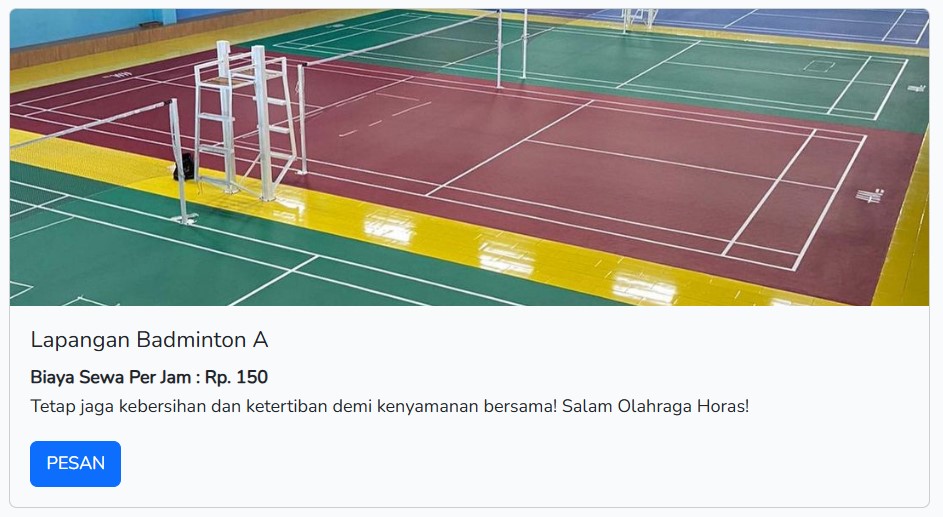 Lapangan Badminton A
Biaya Sewa Per Jam : Rp. 150
Tetap jaga kebersihan dan ketertiban demi kenyamanan bersama! Salam Olahraga Horas!
PESAN